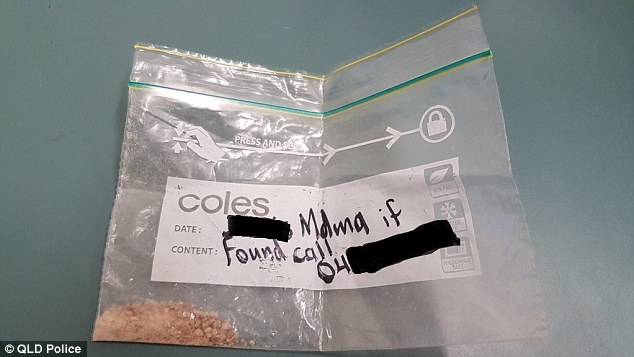 PRESS AND
coles
DATE: Mdma if
CONTENT: Found call
04
© QLD Police